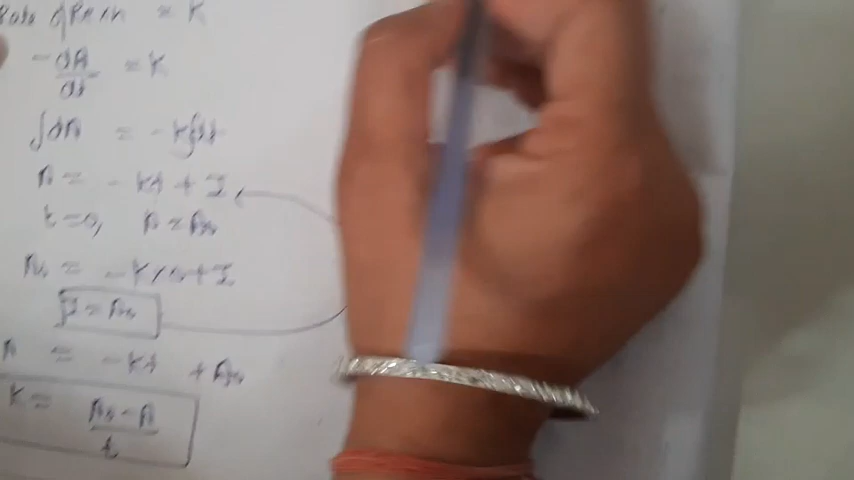 Rate of Rexn = K
- dA/dt = K
∫dA = - K∫dt
A = - Kt + I
t = 0, A = A₀
A₀ = - K × 0 + I
I = A₀
A = - Kt + A₀
K = A₀ - A / t